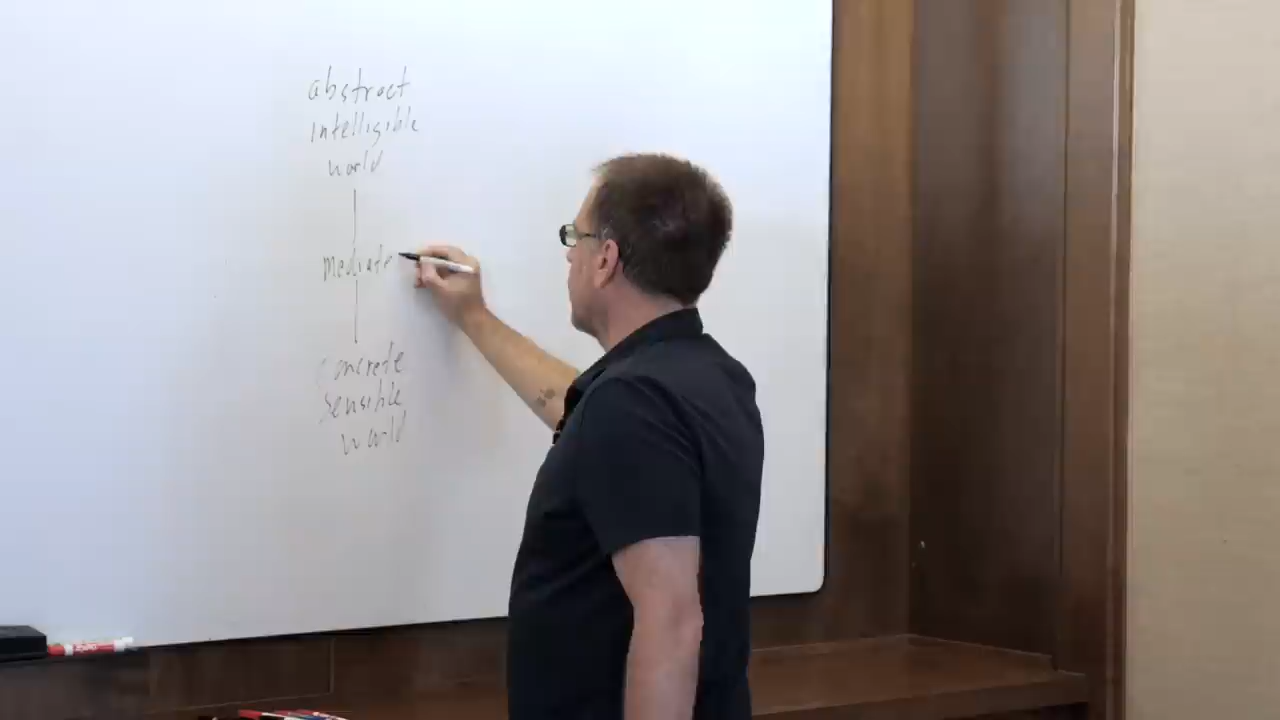 abstract
intelligible
world
mediate
concrete
sensible
world